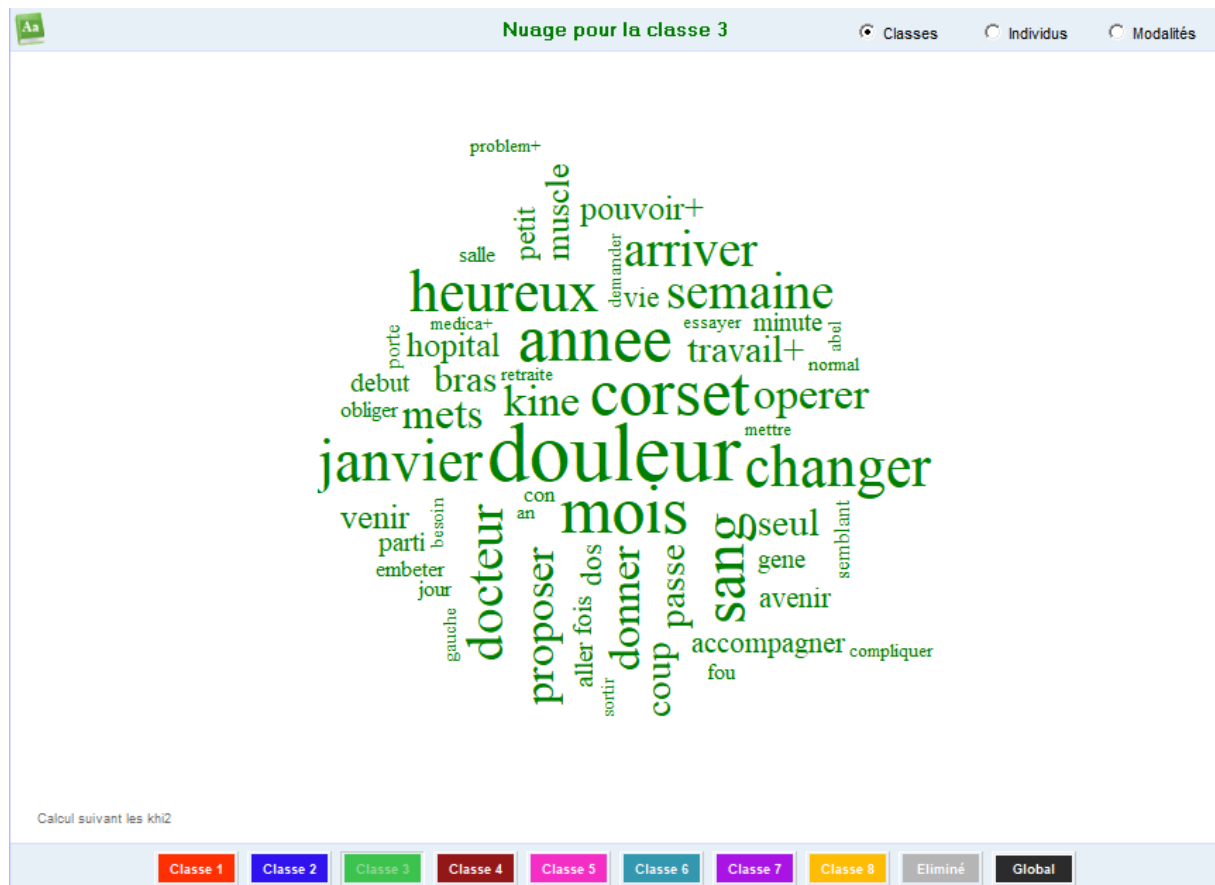 Aa
Nuage pour la classe 3
Classes
Individus
Modalités
problem+
muscle
petit
pouvoir+
demander
arriver
salle
heureux
vie
semaine
medica+
porte
hopital
annee
essayer
minute
abel
travail+
normal
debut
bras
retraite
obliger
mets
kine
corset
operer
mettre
janvier
douleur
changer
venir
besoin
con
an
mois
sang
seul
semblant
parti
docteur
embeter
jour
gauche
proposer
dos
fois
aller
sortir
donner
passe
coup
gene
avenir
accompagner
compliquer
fou
Calcul suivant les khi2
Classe 1
Classe 2
Classe 3
Classe 4
Classe 5
Classe 6
Classe 7
Classe 8
Eliminé
Global